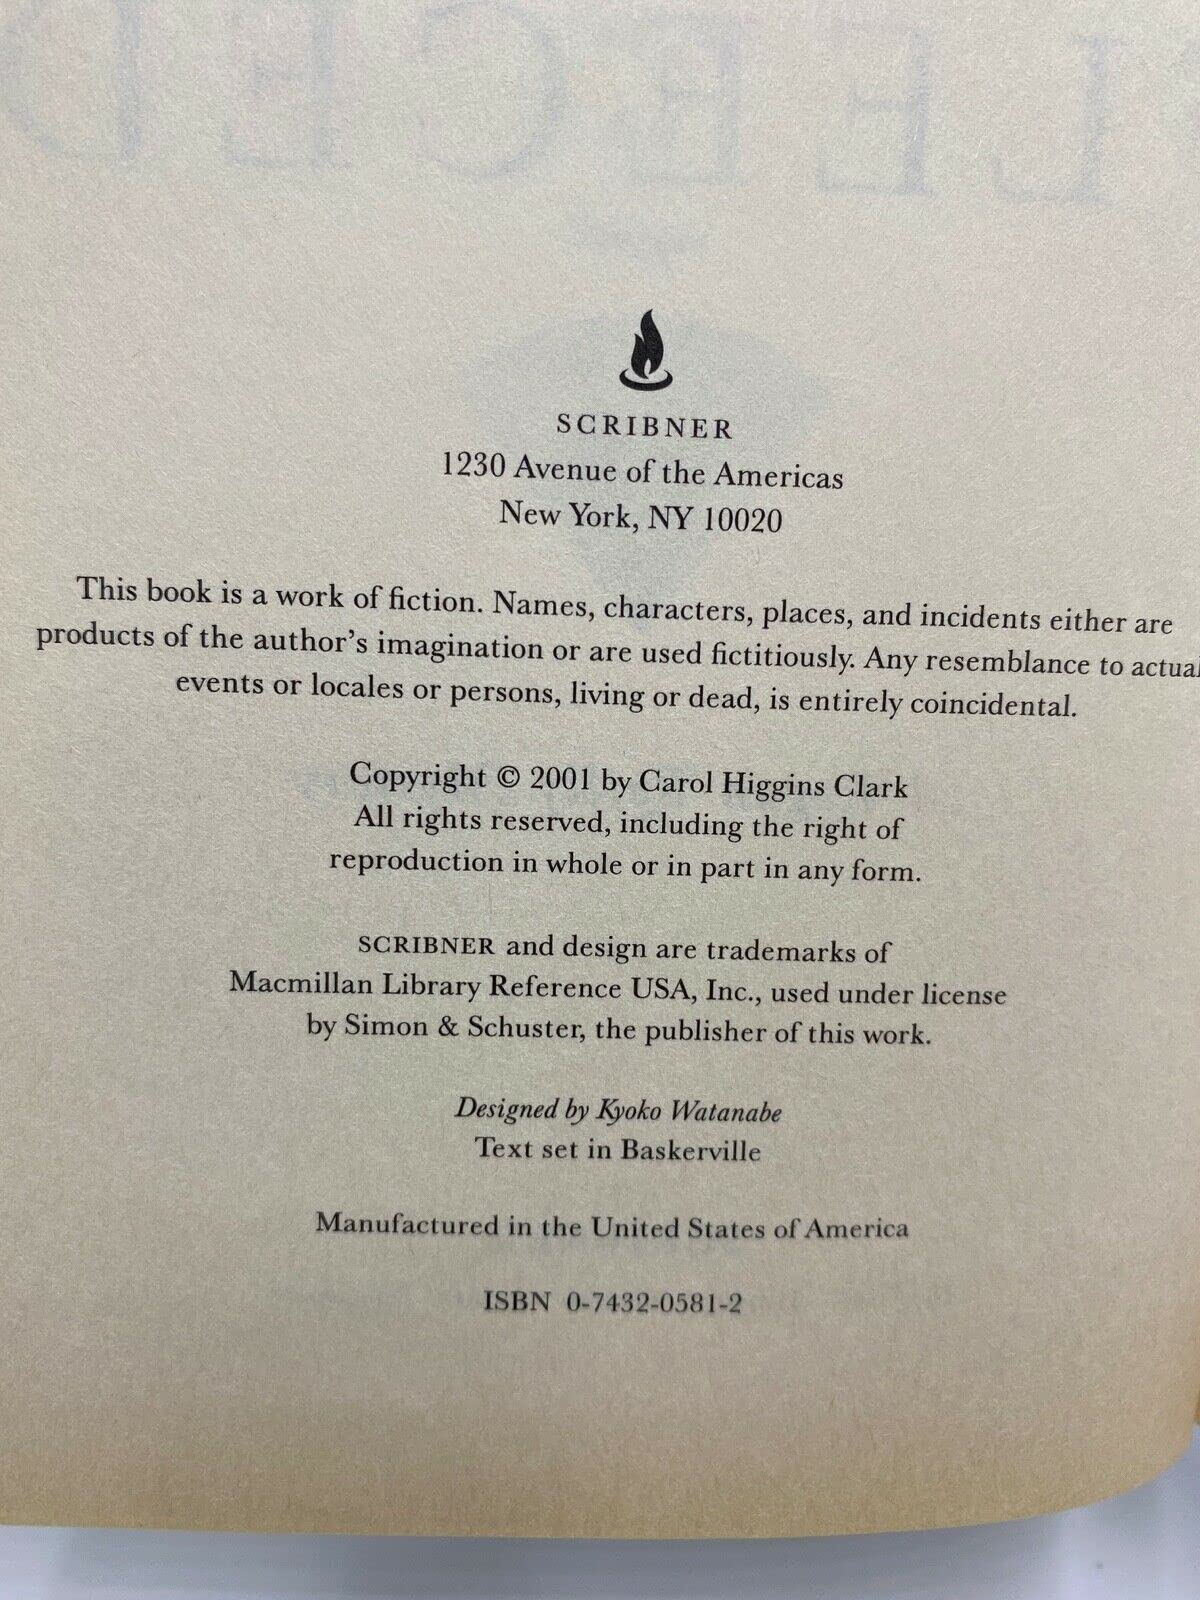 SCRIBNER
1230 Avenue of the Americas
New York, NY 10020
This book is a work of fiction. Names, characters, places, and incidents either are
products of the author's imagination or are used fictitiously. Any resemblance to actual
events or locales or persons, living or dead, is entirely coincidental.
Copyright © 2001 by Carol Higgins Clark
All rights reserved, including the right of
reproduction in whole or in part in any form.
SCRIBNER and design are trademarks of
Macmillan Library Reference USA, Inc., used under license
by Simon & Schuster, the publisher of this work.
Designed by Kyoko Watanabe
Text set in Baskerville
Manufactured in the United States of America
ISBN 0-7432-0581-2